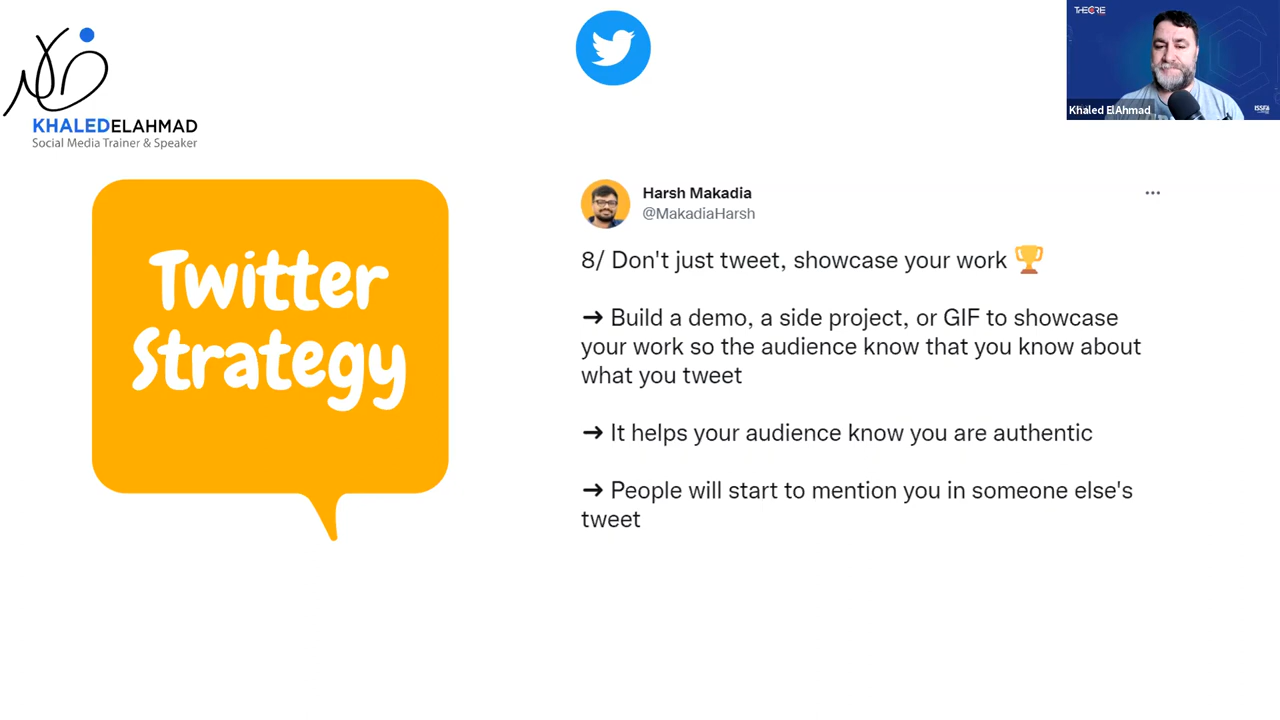 KHALEDELAHMAD
Social Media Trainer & Speaker
THECORE
Khaled ElAhmad
ISSFA
Twitter
Strategy
Harsh Makadia
@MakadiaHarsh
8/ Don't just tweet, showcase your work 🏆
➜ Build a demo, a side project, or GIF to showcase
your work so the audience know that you know about
what you tweet
➜ It helps your audience know you are authentic
➜ People will start to mention you in someone else's
tweet